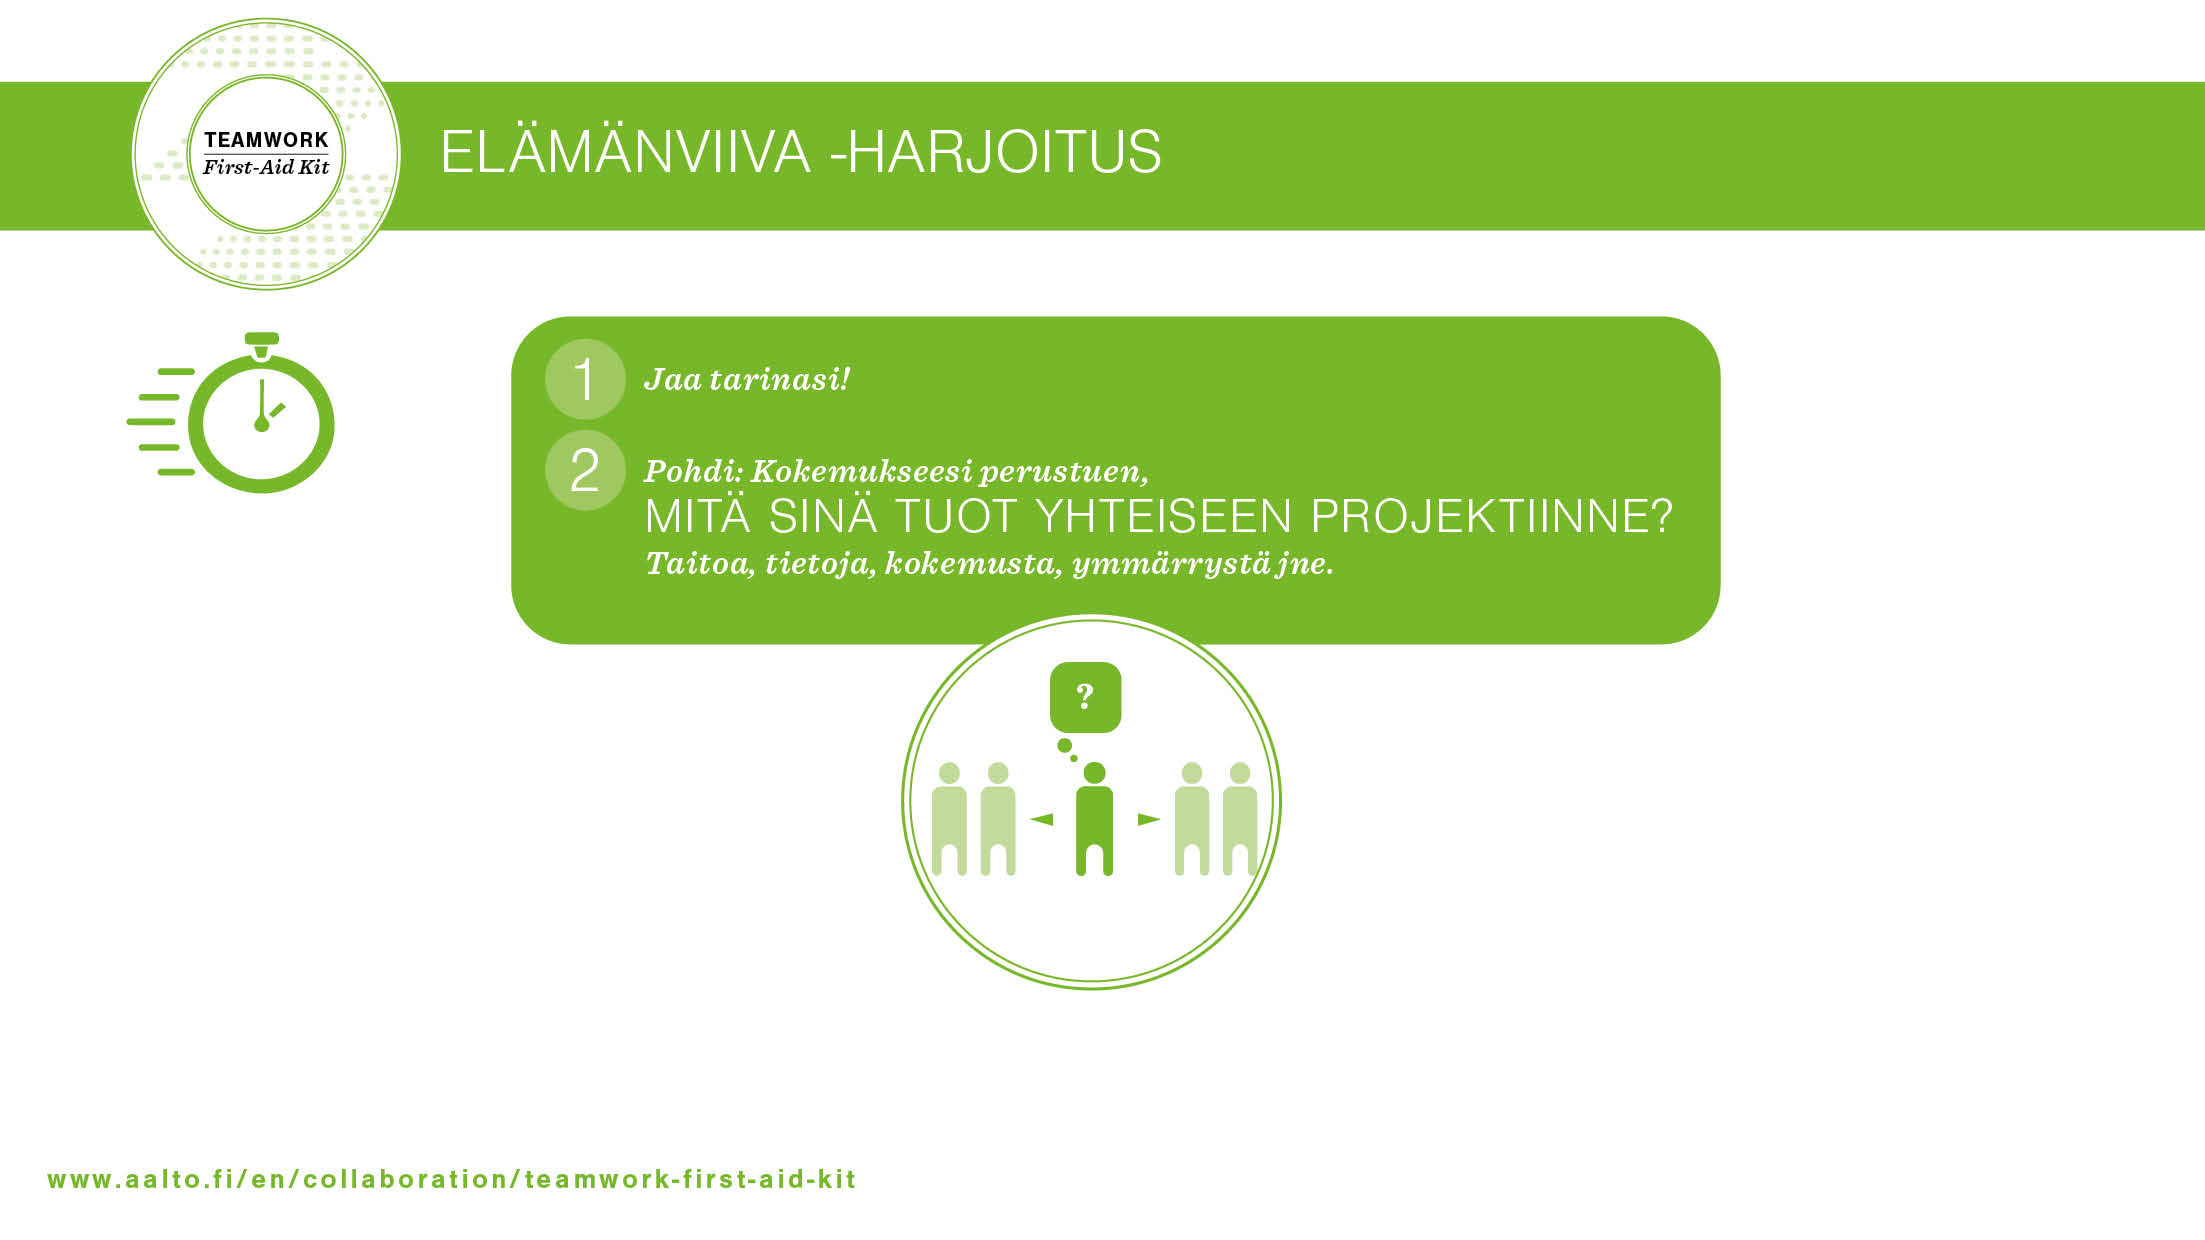 TEAMWORK
First-Aid Kit
ELÄMÄNVIIVA -HARJOITUS
1
Jaa tarinasi!
2
Pohdi: Kokemukseesi perustuen,
MITÄ SINÄ TUOT YHTEISEEN PROJEKTIINNE?
Taitoa, tietoja, kokemusta, ymmärrystä jne.
?
www.aalto.fi/en/collaboration/teamwork-first-aid-kit